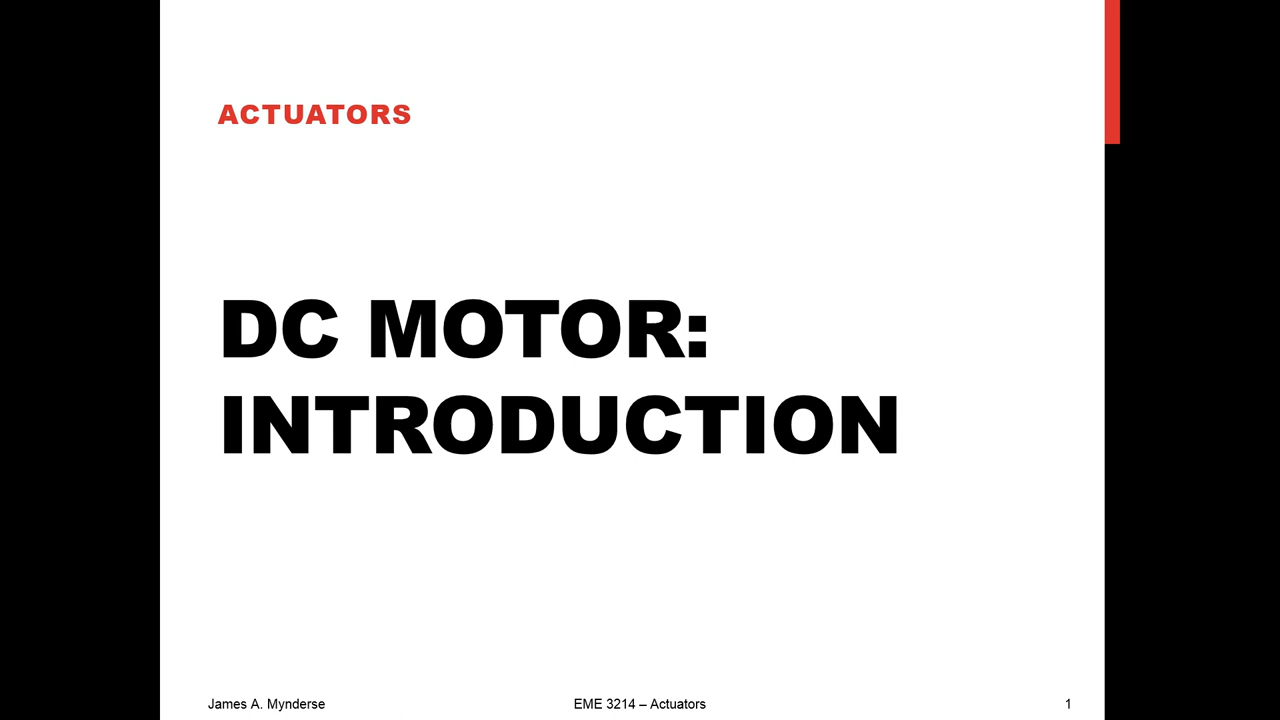 ACTUATORS
DC MOTOR:
INTRODUCTION
James A. Mynderse
EME 3214 – Actuators
1